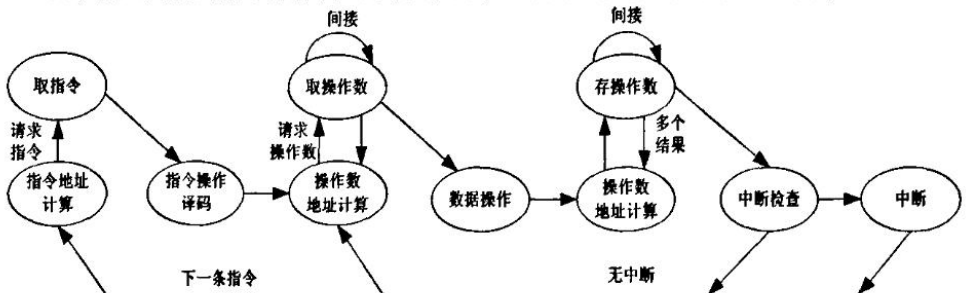 间接
间接
取指令
取操作数
存操作数
请求
指令
请求
操作数
多个
结果
指令地址
计算
指令操作
译码
操作数
地址计算
数据操作
操作数
地址计算
中断检查
中断
下一条指令
无中断